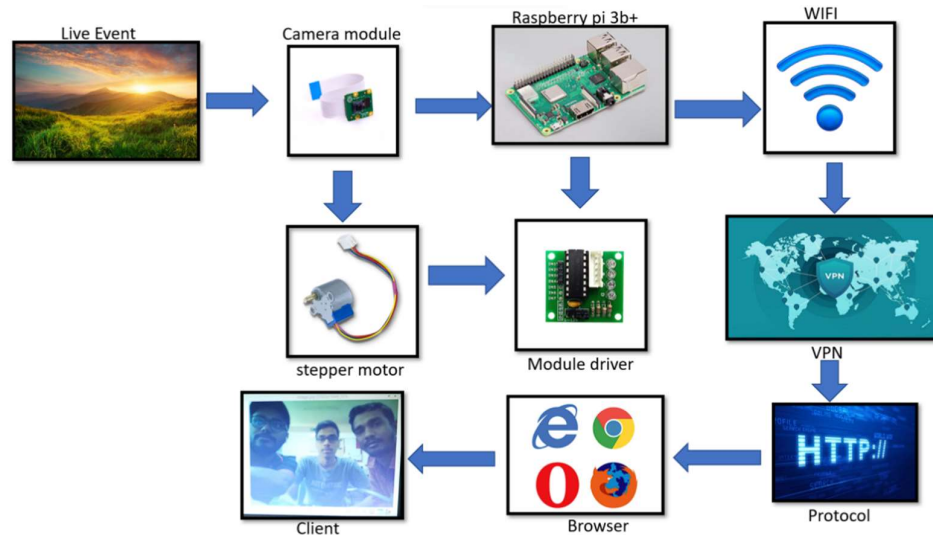 Live Event
Camera module
Raspberry pi 3b+
WIFI
VPN
stepper motor
Module driver
VPN
HTTP://
Client
Browser
Protocol